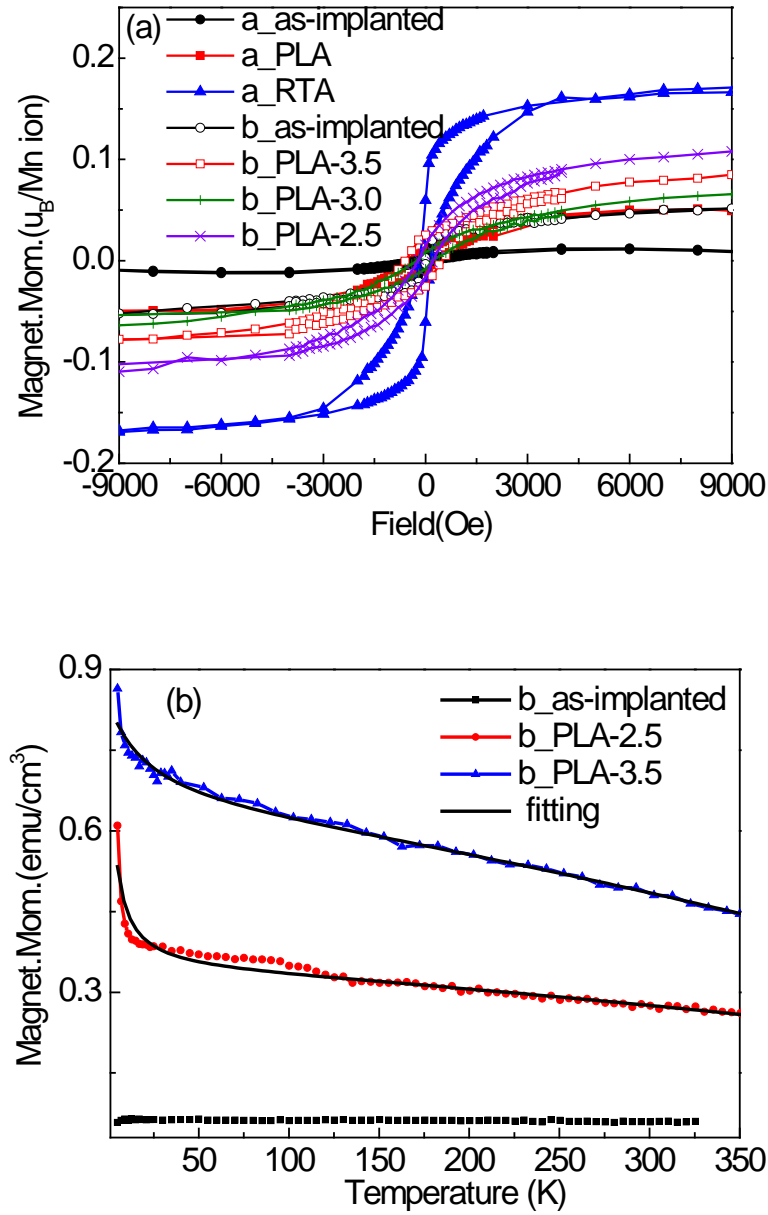 (a)
a_as-implanted
a_PLA
a_RTA
b_as-implanted
b_PLA-3.5
b_PLA-3.0
b_PLA-2.5
0.2
0.1
0.0
-0.1
-0.2
Magnet.Mom.(u_B/Mn ion)
-9000 -6000 -3000 0 3000 6000 9000
Field(Oe)
(b)
b_as-implanted
b_PLA-2.5
b_PLA-3.5
fitting
0.9
0.6
0.3
Magnet.Mom.(emu/cm³)
50 100 150 200 250 300 350
Temperature (K)